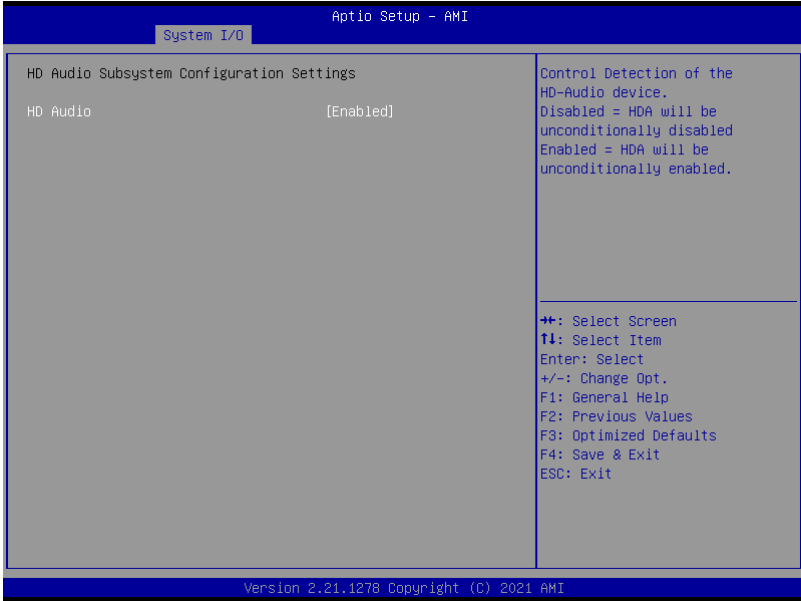 Aptio Setup – AMI
System I/O
HD Audio Subsystem Configuration Settings
HD Audio [Enabled]
Control Detection of the
HD-Audio device.
Disabled = HDA will be
unconditionally disabled
Enabled = HDA will be
unconditionally enabled.
→←: Select Screen
↑↓: Select Item
Enter: Select
+/-: Change Opt.
F1: General Help
F2: Previous Values
F3: Optimized Defaults
F4: Save & Exit
ESC: Exit
Version 2.21.1278 Copyright (C) 2021 AMI